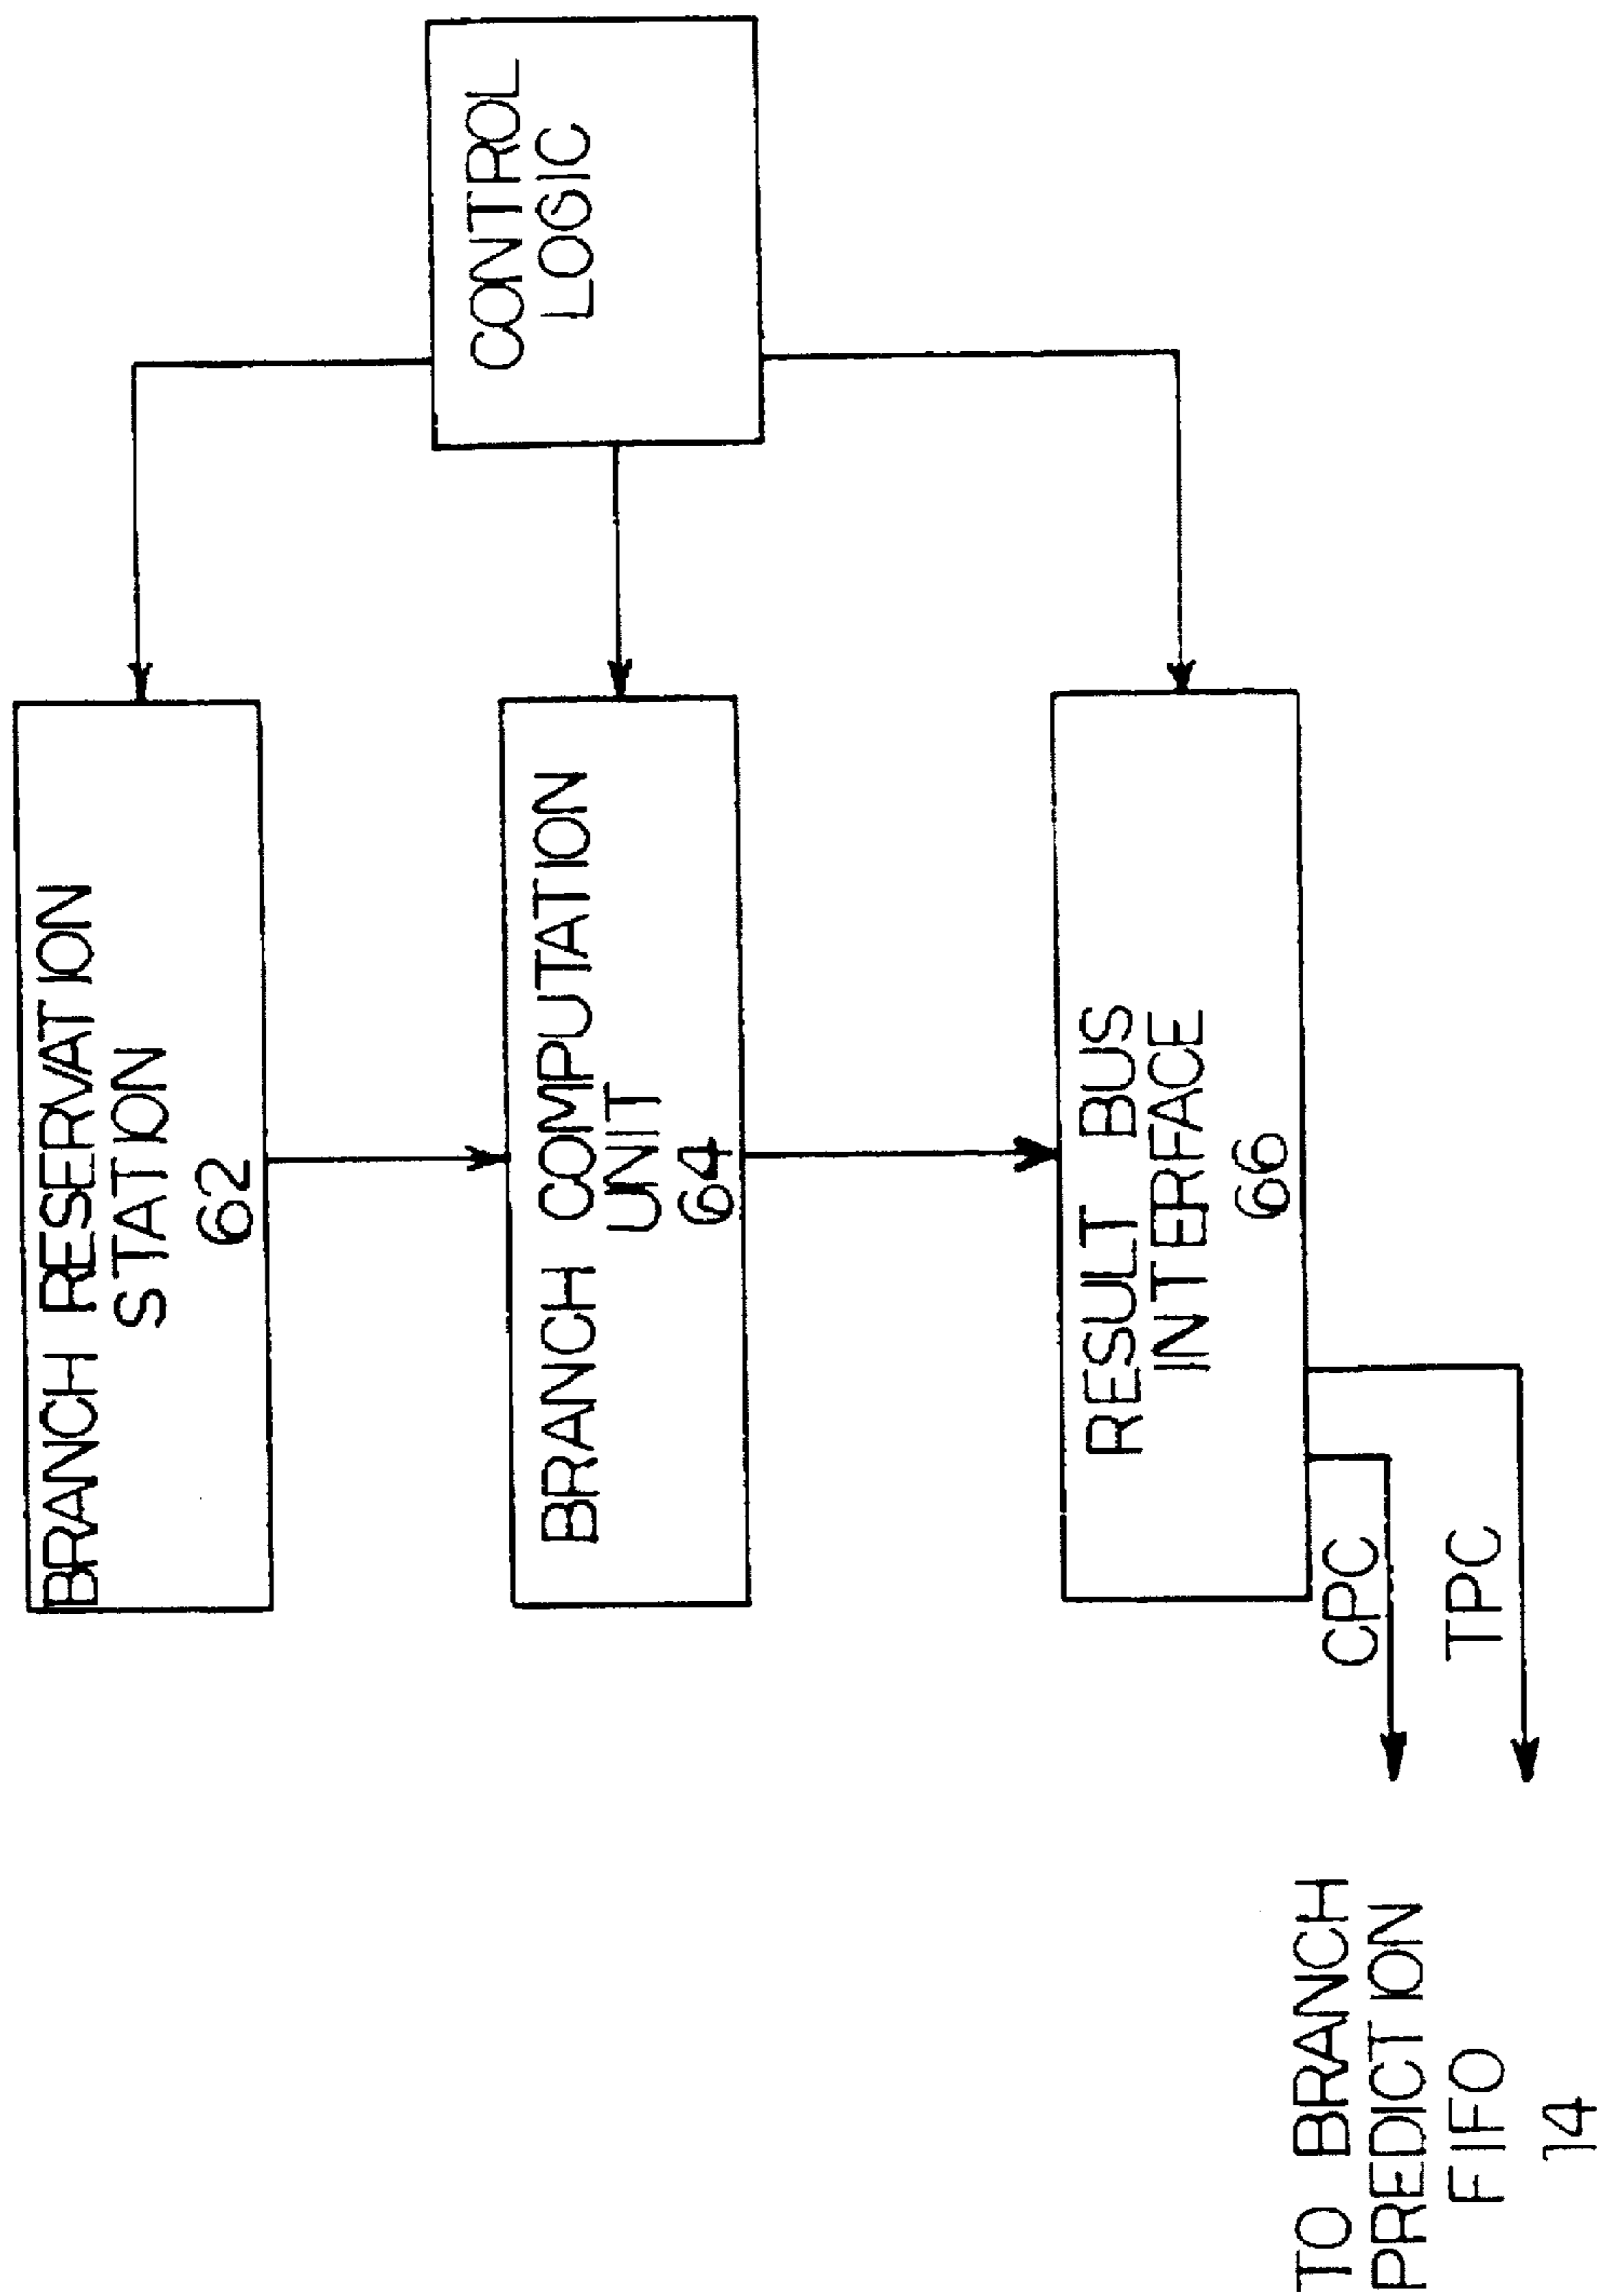 BRANCH RESERVATION
STATION
62
CONTROL
LOGIC
BRANCH COMPUTATION
UNIT
64
RESULT BUS
INTERFACE
66
CPC
TPC
TO BRANCH
PREDICTION
FIFO
14